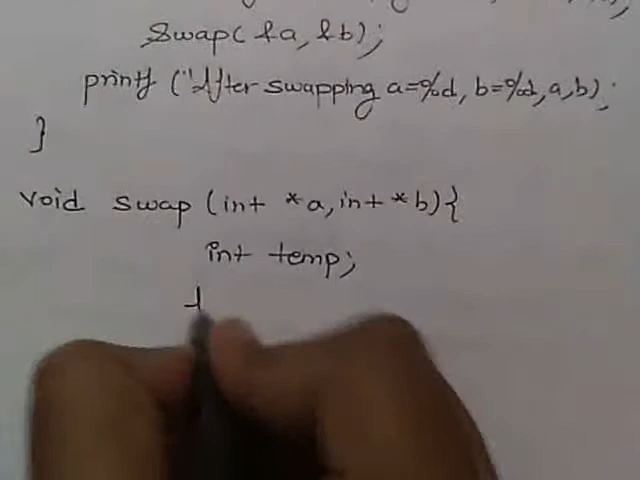 Swap(&a, &b);
printf ("After swapping a=%d, b=%d,a,b);
}
void swap (int *a,int *b){
int temp;
t